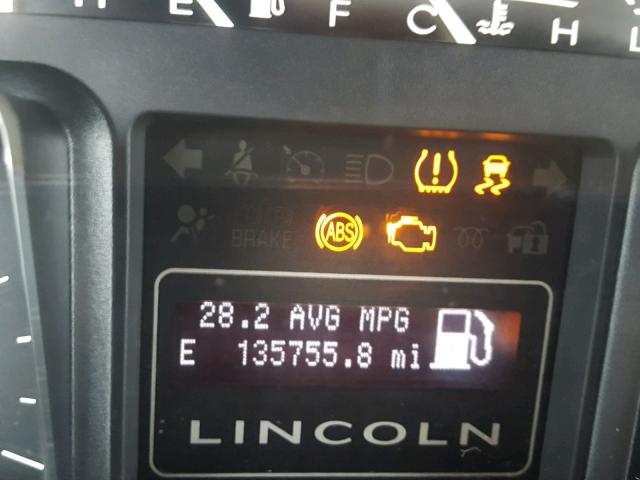 H E F C H L
ABS
BRAKE
28.2 AVG MPG
E 135755.8 mi
LINCOLN